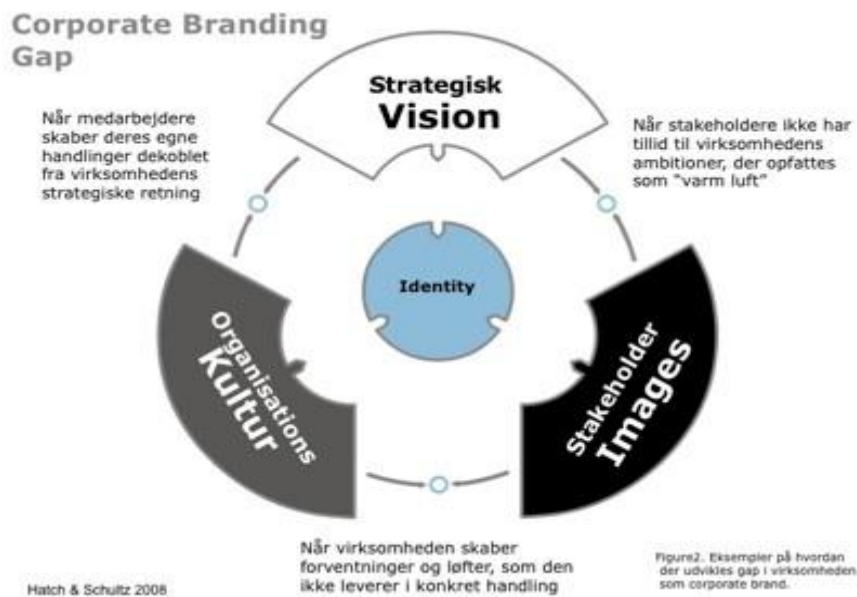 Corporate Branding
Gap
Strategisk
Vision
Når medarbejdere
skaber deres egne
handlinger dekoblet
fra virksomhedens
strategiske retning
Når stakeholdere ikke har
tillid til virksomhedens
ambitioner, der opfattes
som "varm luft"
Identity
Organisations
Kultur
Stakeholder
Images
Når virksomheden skaber
forventninger og løfter, som den
ikke leverer i konkret handling
Figure2. Eksempler på hvordan
der udvikles gap i virksomheden
som corporate brand.
Hatch & Schultz 2008